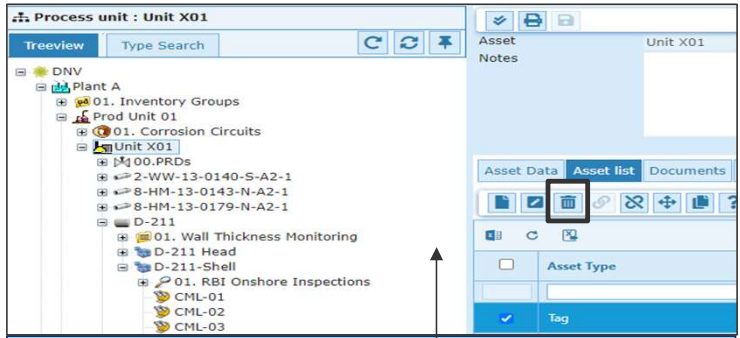 Process unit : Unit X01
Treeview
Type Search
DNV
Plant A
01. Inventory Groups
Prod Unit 01
01. Corrosion Circuits
Unit X01
00.PRDs
2-WW-13-0140-S-A2-1
8-HM-13-0143-N-A2-1
8-HM-13-0179-N-A2-1
D-211
01. Wall Thickness Monitoring
D-211 Head
D-211-Shell
01. RBI Onshore Inspections
CML-01
CML-02
CML-03
Asset Unit X01
Notes
Asset Data Asset list Documents
Asset Type
Tag